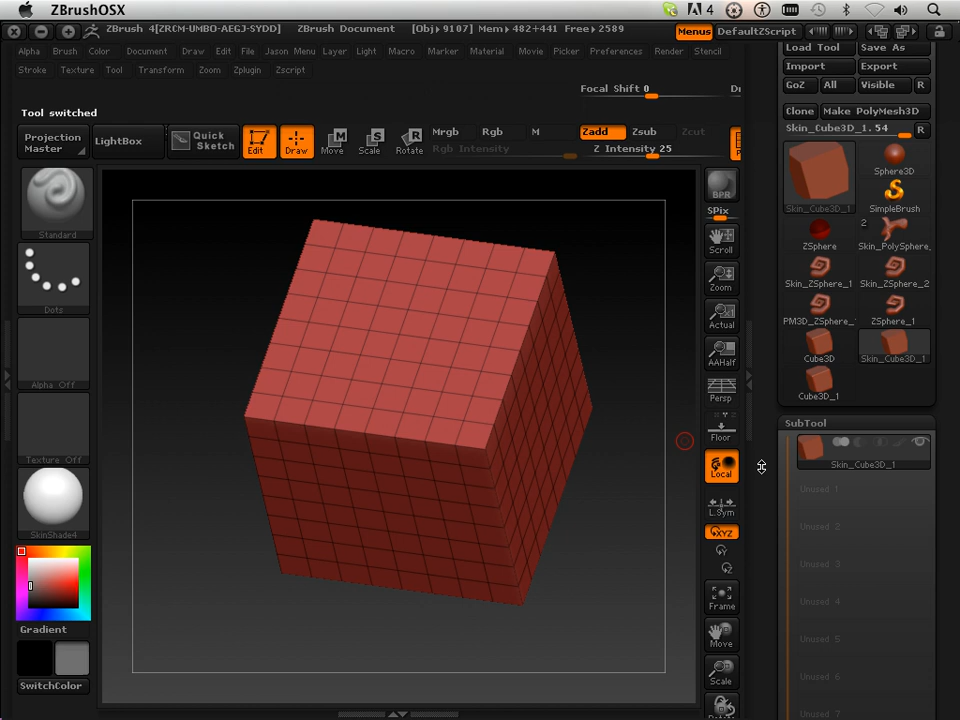 ZBrushOSX
4
ZBrush 4[ZRCM-UMBO-AEGJ-SYDD]
ZBrush Document
[Obj] 9107] Mem|482+441] Free|2589
Menus
DefaultZScript
Alpha
Brush
Color
Document
Draw
Edit
File
Jason Menu
Layer
Light
Macro
Marker
Material
Movie
Picker
Preferences
Render
Stencil
Stroke
Texture
Tool
Transform
Zoom
Zplugin
Zscript
Focal Shift 0
Dr
Tool switched
Projection Master
LightBox
Quick Sketch
Edit
Draw
Move
Scale
Rotate
Mrgb
Rgb
M
Rgb Intensity
Zadd
Zsub
Zcut
Z Intensity 25
Standard
Dots
Alpha Off
Texture Off
SkinShade4
Gradient
SwitchColor
BPR
SPix
Scroll
Zoom
Actual
AAHalf
Persp
Floor
Local
L.Sym
XYZ
Y
Z
Frame
Move
Scale
Rotate
Load Tool
Save As
Import
Export
GoZ
All
Visible
R
Clone
Make PolyMesh3D
Skin_Cube3D_1. 54
R
Skin_Cube3D_1
Sphere3D
SimpleBrush
ZSphere
2
Skin_PolySphere_
Skin_ZSphere_1
Skin_ZSphere_2
PM3D_ZSphere_
ZSphere_1
Cube3D
Skin_Cube3D_1
Cube3D_1
SubTool
Skin_Cube3D_1
Unused 1
Unused 2
Unused 3
Unused 4
Unused 5
Unused 6
Unused 7